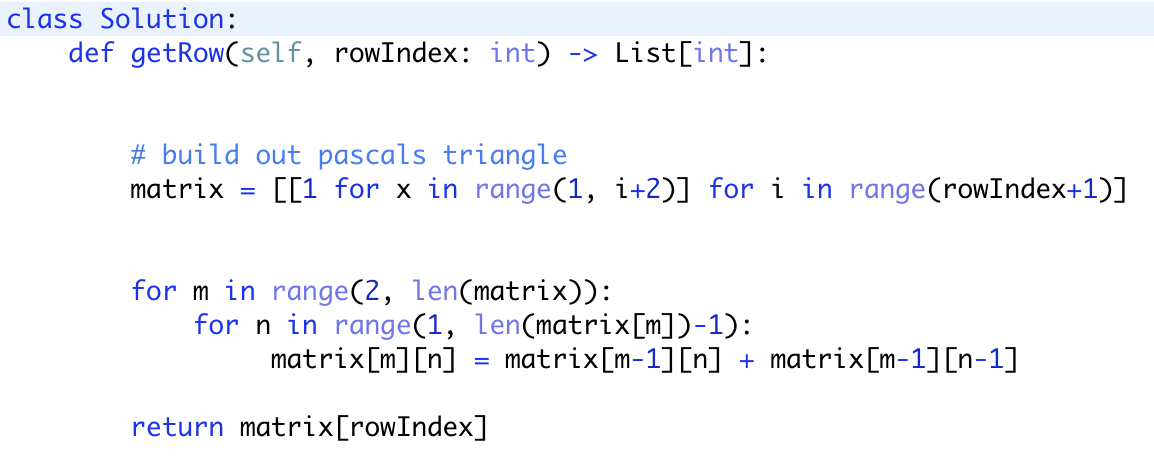 class Solution:
    def getRow(self, rowIndex: int) -> List[int]:
        # build out pascals triangle
        matrix = [[1 for x in range(1, i+2)] for i in range(rowIndex+1)]
        for m in range(2, len(matrix)):
            for n in range(1, len(matrix[m])-1):
                 matrix[m][n] = matrix[m-1][n] + matrix[m-1][n-1]
        return matrix[rowIndex]